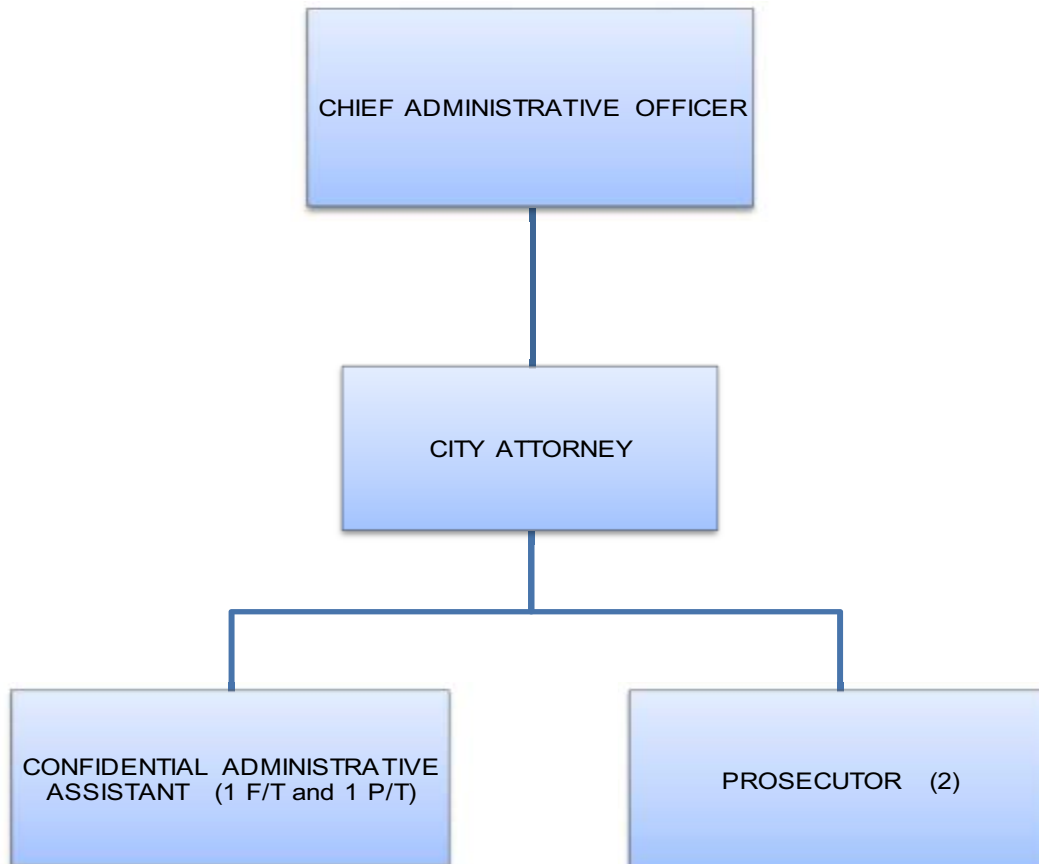 CHIEF ADMINISTRATIVE OFFICER
CITY ATTORNEY
CONFIDENTIAL ADMINISTRATIVE
ASSISTANT (1 F/T and 1 P/T)
PROSECUTOR (2)